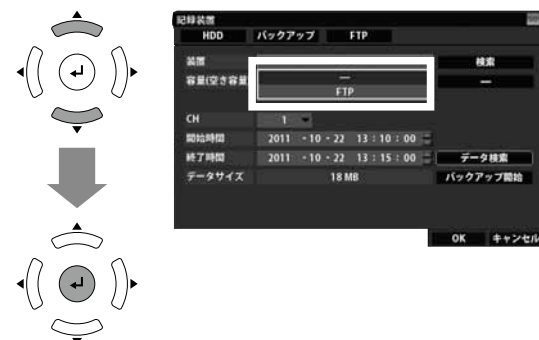 記録装置
HDD バックアップ FTP
装置 検索
容量(空き容量 —
—
FTP
CH 1
開始時間 2011 - 10 - 22 13 : 10 : 00
終了時間 2011 - 10 - 22 13 : 15 : 00 データ検索
データサイズ 18 MB バックアップ開始
OK キャンセル